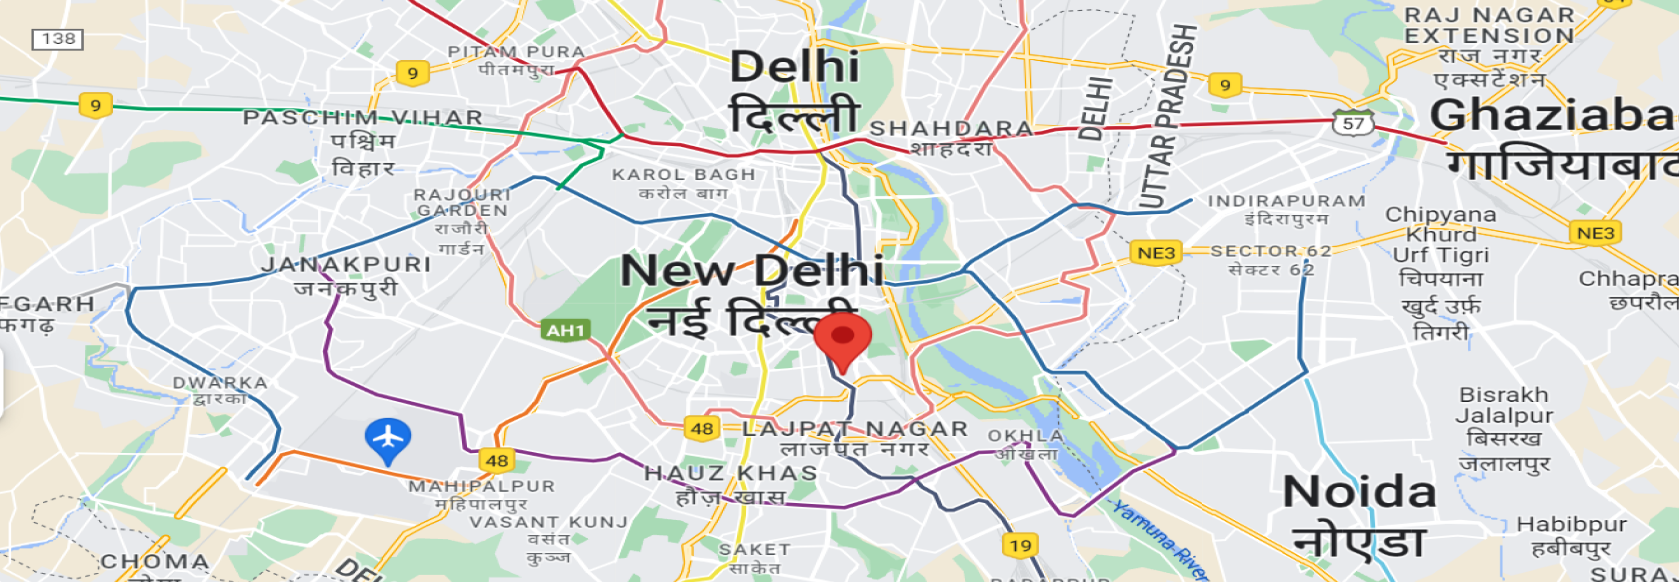 RAJ NAGAR
EXTENSION
राज नगर
एक्सटेंशन
138
PITAM PURA
पीतमपुरा
9
Delhi
दिल्ली
DELHI
UTTAR PRADESH
9
9
PASCHIM VIHAR
पश्चिम
विहार
SHAHDARA
शाहदरा
57
Ghaziaba
गाजियाबाद
KAROL BAGH
करोल बाग
RAJOURI
GARDEN
राजौरी
गार्डन
INDIRAPURAM
इंदिरापुरम
Chipyana
Khurd
Urf Tigri
चिपयाना
खुर्द उर्फ़
तिगरी
NE3
NE3
SECTOR 62
सेक्टर 62
JANAKPURI
जनकपुरी
New Delhi
नई दिल्ली
Chhapra
छपरौल
FGARH
फगढ़
AH1
DWARKA
द्वारका
Bisrakh
Jalalpur
बिसरख
जलालपुर
48
LAJPAT NAGAR
लाजपत नगर
OKHLA
ओखला
48
HAUZ KHAS
हौज़ खास
MAHIPALPUR
महिपालपुर
Noida
नोएडा
VASANT KUNJ
वसंत
कुञ्ज
Yamuna River
Habibpur
हबीबपुर
SAKET
साकेत
19
CHOMA
DEL
SURA